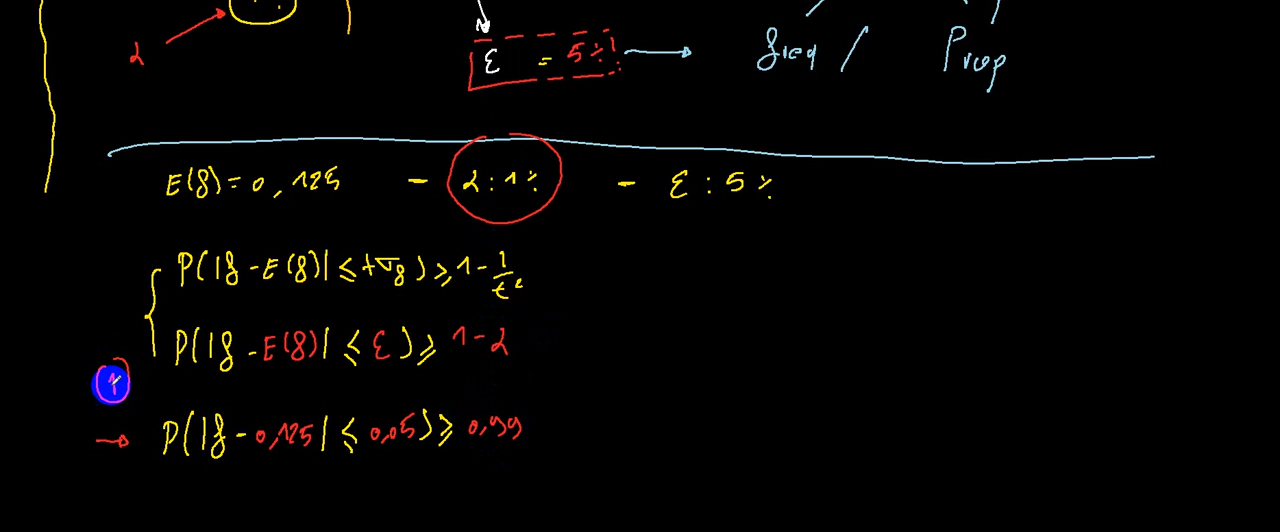 2
ε = 5% → freq / Prop
E(f) = 0,125 - α : 1% - ε : 5%
P(|f - E(f)| ≤ tσf) ≥ 1 - 1/t²
P(|f - E(f)| ≤ ε) ≥ 1 - α
1
→ P(|f - 0,125| ≤ 0,05) ≥ 0,99